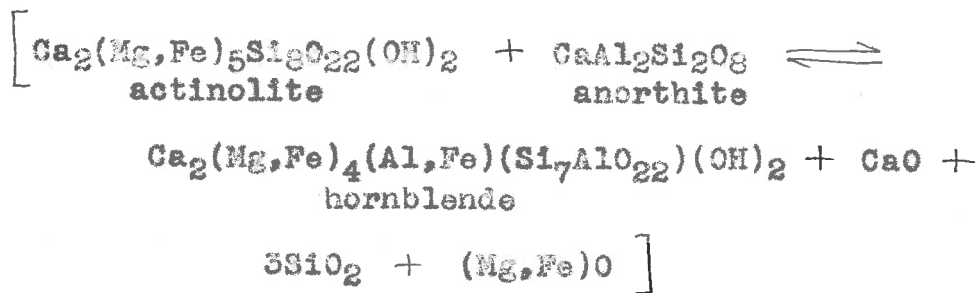 [Ca₂(Mg,Fe)₅Si₈O₂₂(OH)₂ + CaAl₂Si₂O₈ ⇌
actinolite anorthite
Ca₂(Mg,Fe)₄(Al,Fe)(Si₇AlO₂₂)(OH)₂ + CaO +
hornblende
3SiO₂ + (Mg,Fe)O ]